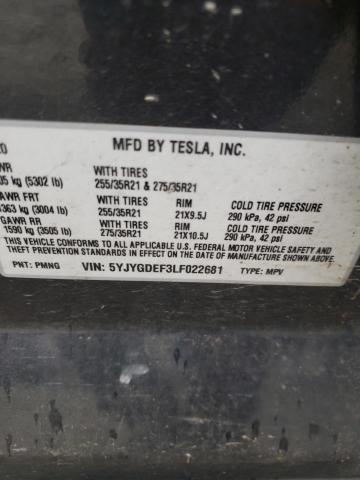 20
MFD BY TESLA, INC.
WR WITH TIRES
05 kg (5302 lb) 255/35R21 & 275/35R21
AWR FRT WITH TIRES RIM COLD TIRE PRESSURE
1363 kg (3004 lb) 255/35R21 21X9.5J 290 kPa, 42 psi
GAWR RR WITH TIRES RIM COLD TIRE PRESSURE
1590 kg (3505 lb) 275/35R21 21X10.5J 290 kPa, 42 psi
THIS VEHICLE CONFORMS TO ALL APPLICABLE U.S. FEDERAL MOTOR VEHICLE SAFETY AND
THEFT PREVENTION STANDARDS IN EFFECT ON THE DATE OF MANUFACTURE SHOWN ABOVE.
PNT: PMNG VIN: 5YJYGDEF3LF022681 TYPE: MPV